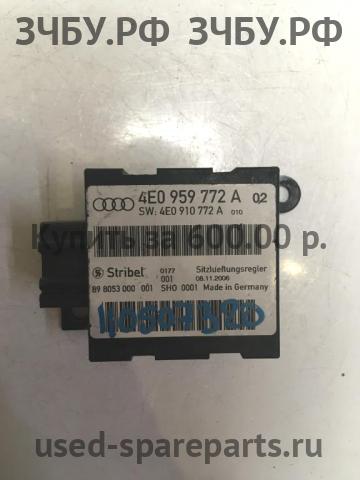 ЗЧБУ.РФ ЗЧБУ.РФ
4E0 959 772 A 02
SW: 4E0 910 772 A 010
Купить за 600.00 р.
Stribel 0177 Sitzlueftungsregler
001 08.11.2006
89 8053 000 001 SHO 0001 Made in Germany
used-spareparts.ru